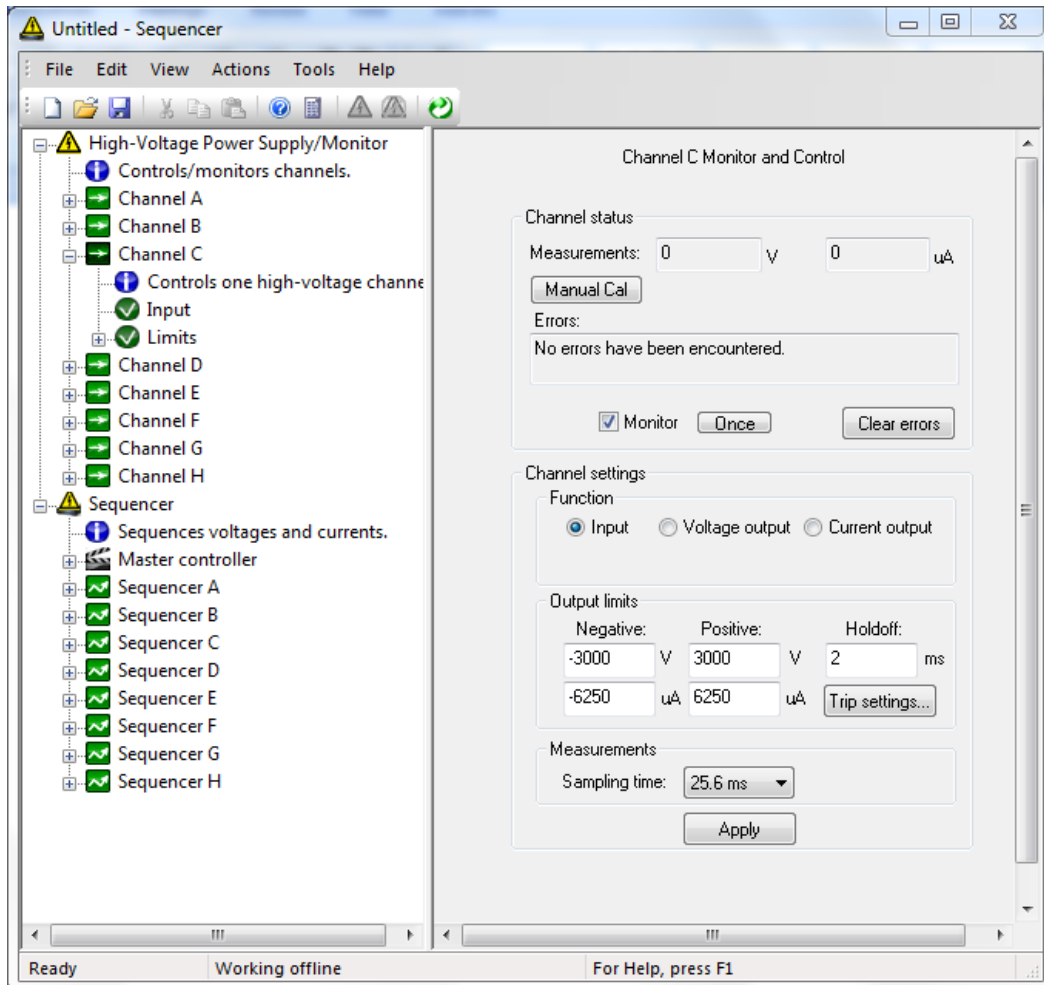 Untitled - Sequencer
File Edit View Actions Tools Help
High-Voltage Power Supply/Monitor
Controls/monitors channels.
Channel A
Channel B
Channel C
Controls one high-voltage channe
Input
Limits
Channel D
Channel E
Channel F
Channel G
Channel H
Sequencer
Sequences voltages and currents.
Master controller
Sequencer A
Sequencer B
Sequencer C
Sequencer D
Sequencer E
Sequencer F
Sequencer G
Sequencer H
Channel C Monitor and Control
Channel status
Measurements: 0 V 0 uA
Manual Cal
Errors:
No errors have been encountered.
Monitor Once Clear errors
Channel settings
Function
Input Voltage output Current output
Output limits
Negative: Positive: Holdoff:
-3000 V 3000 V 2 ms
-6250 uA 6250 uA Trip settings...
Measurements
Sampling time: 25.6 ms
Apply
Ready Working offline For Help, press F1